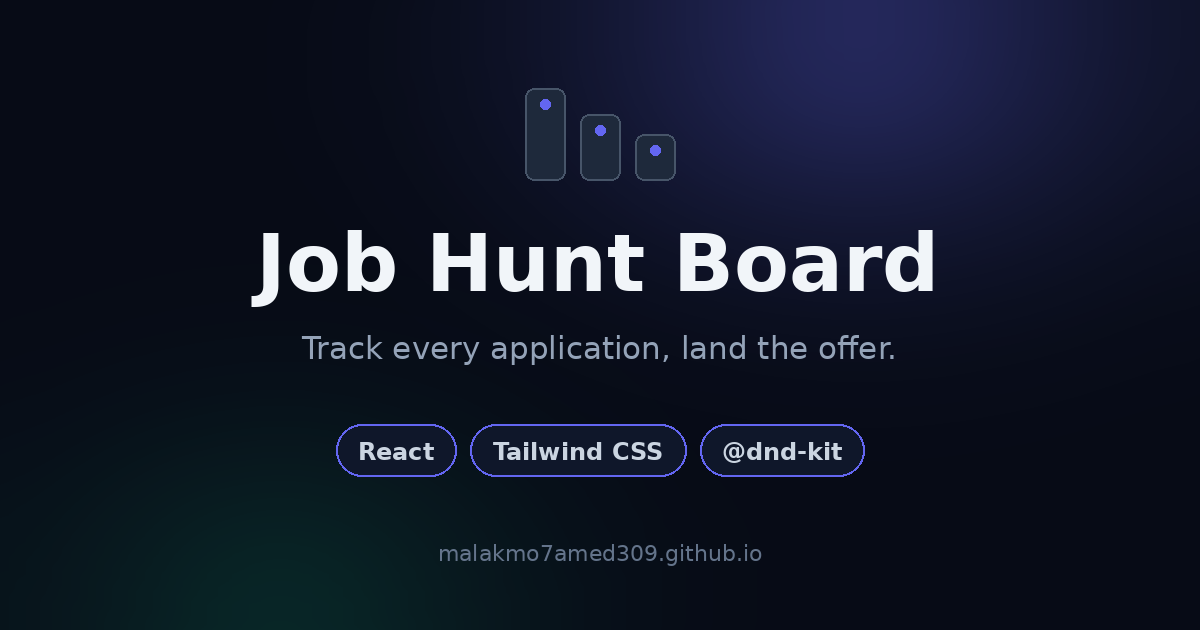 Job Hunt Board
Track every application, land the offer.
React
Tailwind CSS
@dnd-kit
malakmo7amed309.github.io